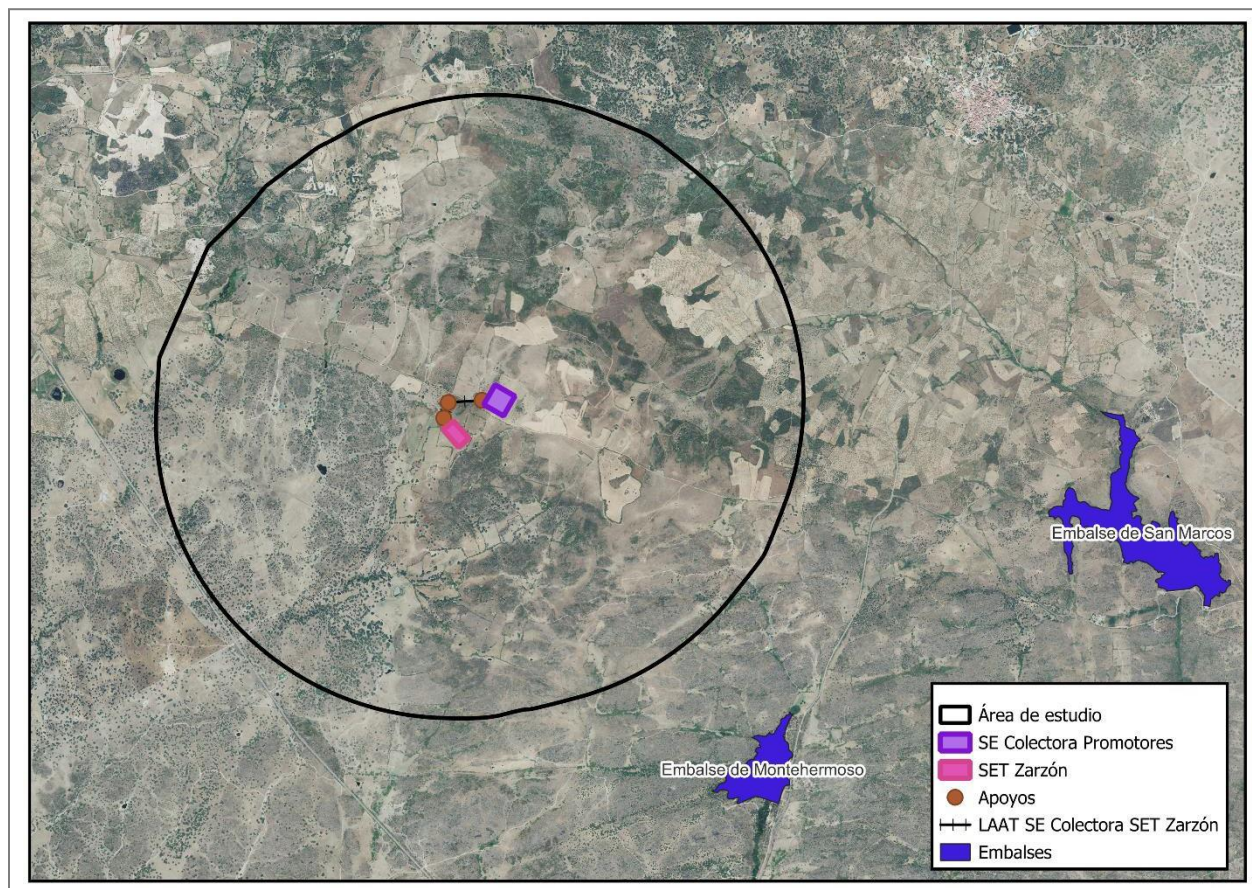 Embalse de San Marcos
Embalse de Montehermoso
Área de estudio
SE Colectora Promotores
SET Zarzón
Apoyos
LAAT SE Colectora SET Zarzón
Embalses